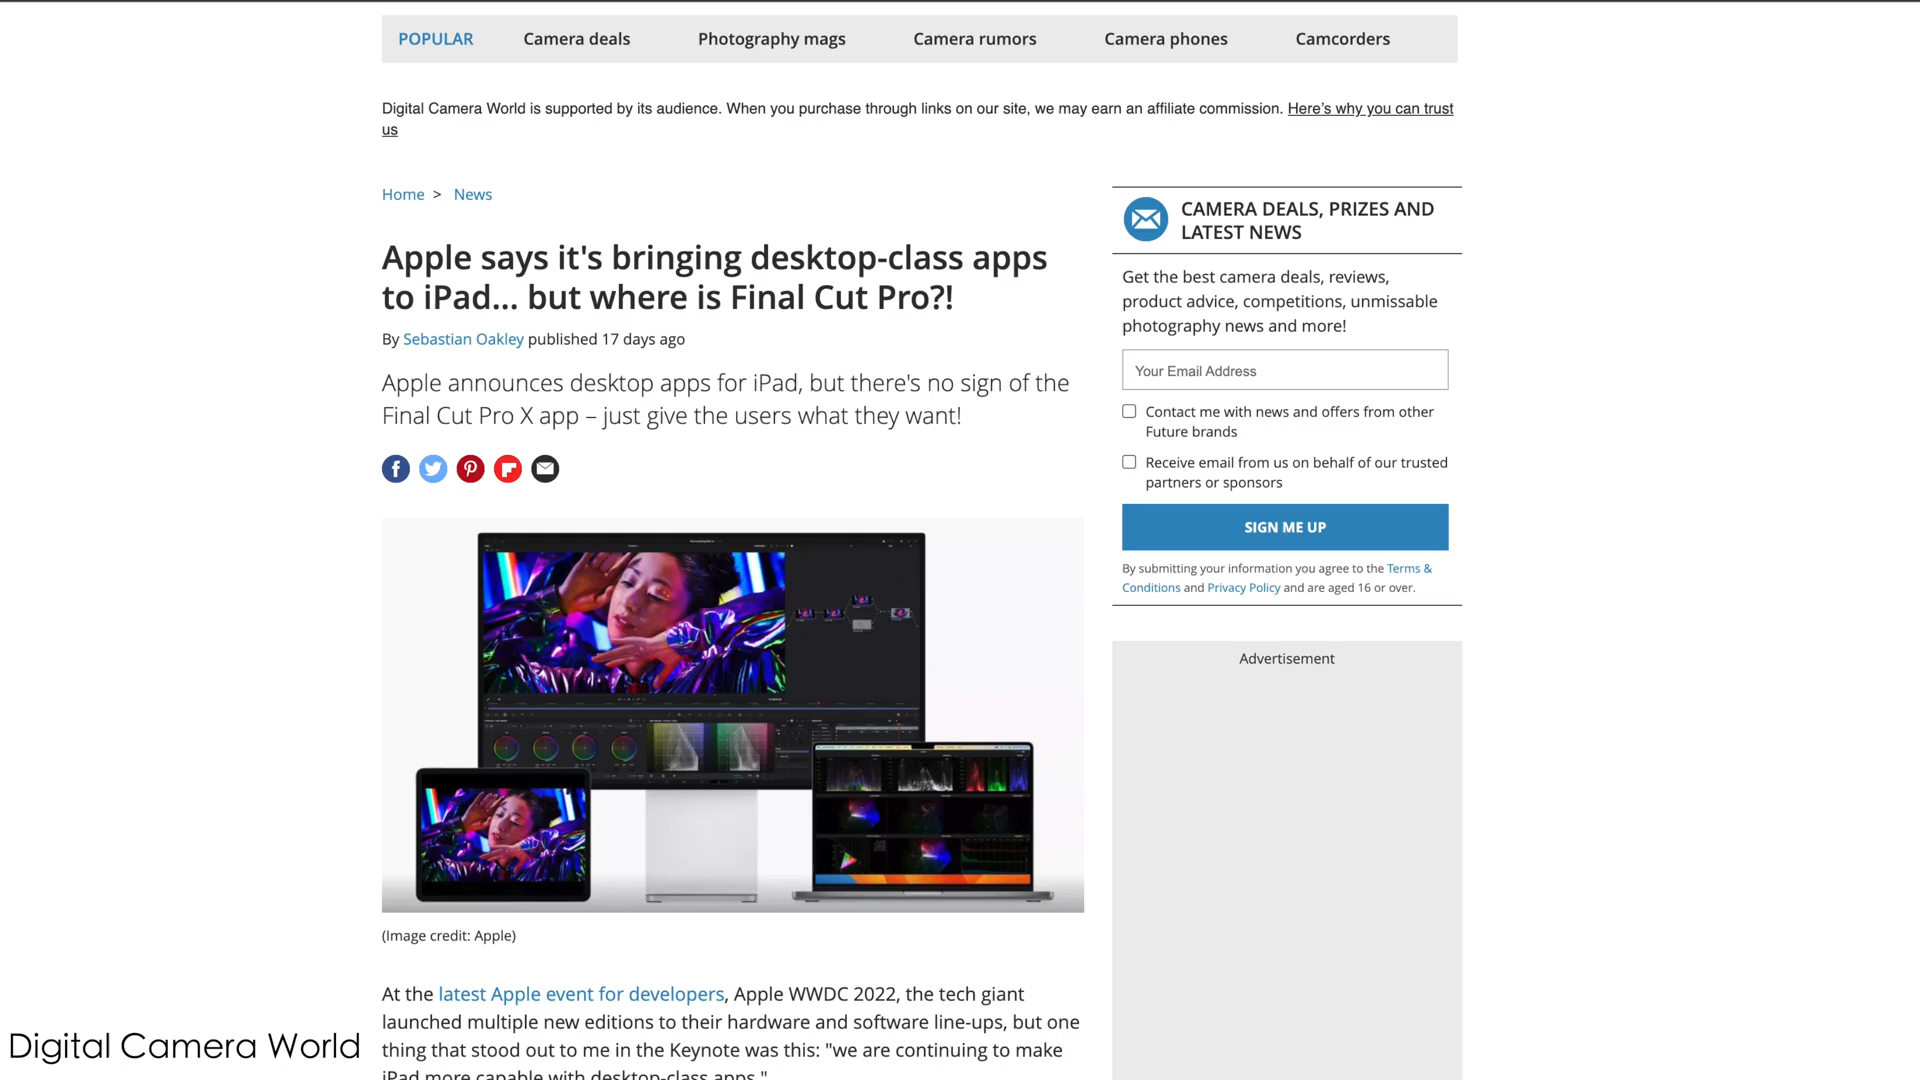 POPULAR Camera deals Photography mags Camera rumors Camera phones Camcorders
Digital Camera World is supported by its audience. When you purchase through links on our site, we may earn an affiliate commission. Here's why you can trust
us
Home > News
Apple says it's bringing desktop-class apps
to iPad... but where is Final Cut Pro?!
By Sebastian Oakley published 17 days ago
Apple announces desktop apps for iPad, but there's no sign of the
Final Cut Pro X app – just give the users what they want!
(Image credit: Apple)
At the latest Apple event for developers, Apple WWDC 2022, the tech giant
launched multiple new editions to their hardware and software line-ups, but one
thing that stood out to me in the Keynote was this: "we are continuing to make
iPad more capable with desktop-class apps."
CAMERA DEALS, PRIZES AND
LATEST NEWS
Get the best camera deals, reviews,
product advice, competitions, unmissable
photography news and more!
Your Email Address
Contact me with news and offers from other
Future brands
Receive email from us on behalf of our trusted
partners or sponsors
SIGN ME UP
By submitting your information you agree to the Terms &
Conditions and Privacy Policy and are aged 16 or over.
Advertisement
Digital Camera World